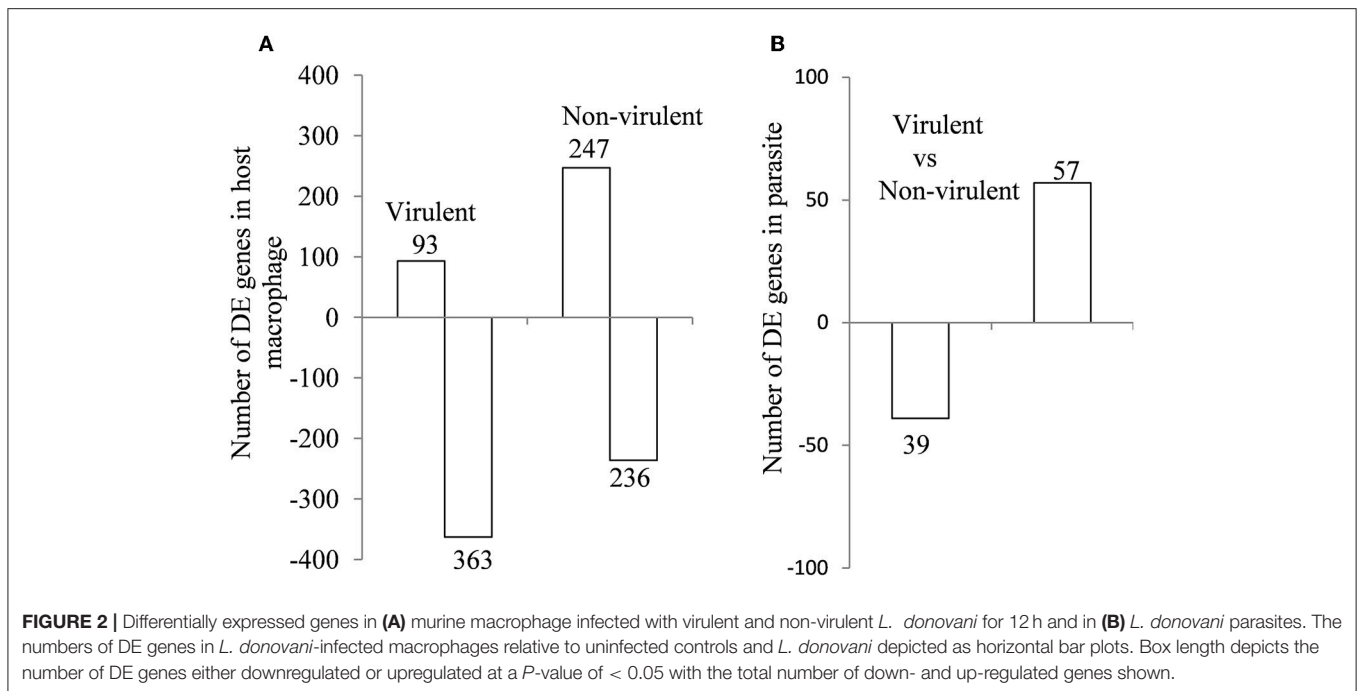 A
Number of DE genes in host
macrophage
400
300
200
100
0
-100
-200
-300
-400
Virulent
93
363
Non-virulent
247
236
B
Number of DE genes in parasite
100
50
0
-50
-100
Virulent
vs
Non-virulent
39
57
FIGURE 2 | Differentially expressed genes in (A) murine macrophage infected with virulent and non-virulent L. donovani for 12 h and in (B) L. donovani parasites. The
numbers of DE genes in L. donovani-infected macrophages relative to uninfected controls and L. donovani depicted as horizontal bar plots. Box length depicts the
number of DE genes either downregulated or upregulated at a P-value of < 0.05 with the total number of down- and up-regulated genes shown.